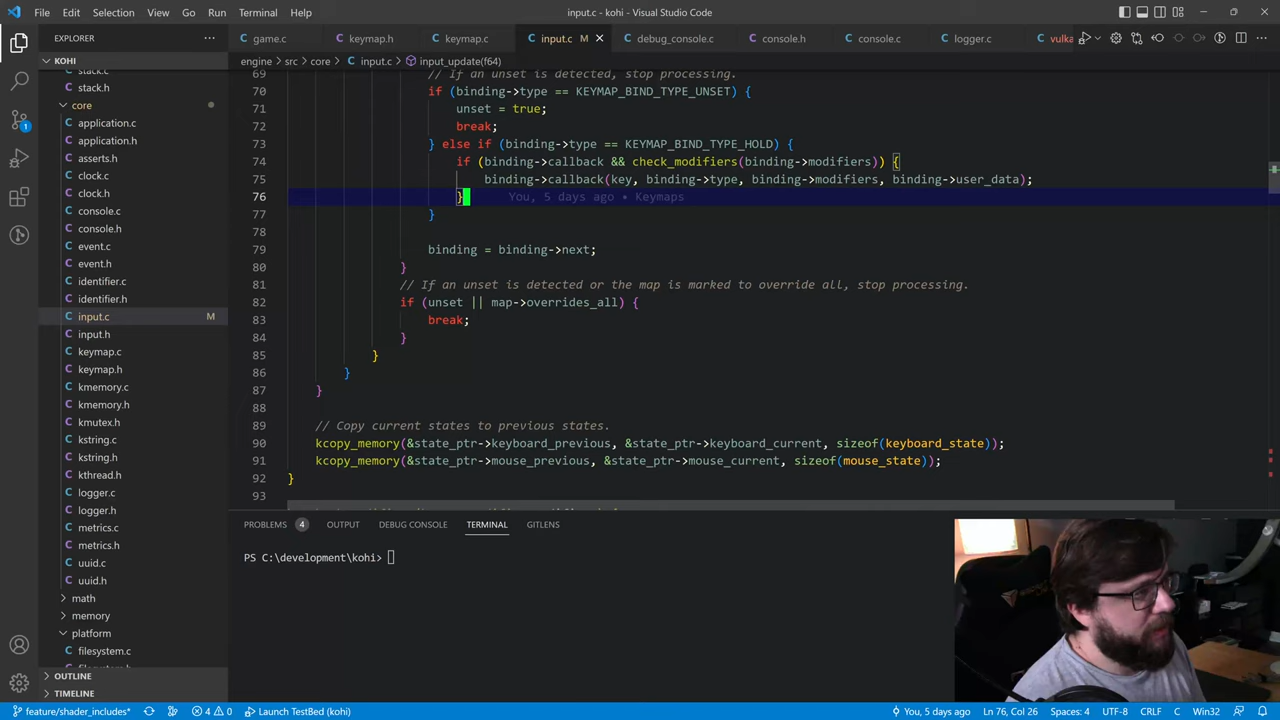 File Edit Selection View Go Run Terminal Help
input.c - kohi - Visual Studio Code
EXPLORER
game.c
keymap.h
keymap.c
input.c M
debug_console.c
console.h
console.c
logger.c
vulka
KOHI
engine > src > core > input.c > input_update(f64)
stack.c
stack.h
core
application.c
application.h
asserts.h
clock.c
clock.h
console.c
console.h
event.c
event.h
identifier.c
identifier.h
input.c M
input.h
keymap.c
keymap.h
kmemory.c
kmemory.h
kmutex.h
kstring.c
kstring.h
kthread.h
logger.c
logger.h
metrics.c
metrics.h
uuid.c
uuid.h
math
memory
platform
filesystem.c
filesystem.h
OUTLINE
TIMELINE
69 // If an unset is detected, stop processing.
70 if (binding->type == KEYMAP_BIND_TYPE_UNSET) {
71 unset = true;
72 break;
73 } else if (binding->type == KEYMAP_BIND_TYPE_HOLD) {
74 if (binding->callback && check_modifiers(binding->modifiers)) {
75 binding->callback(key, binding->type, binding->modifiers, binding->user_data);
76 } You, 5 days ago • Keymaps
77 }
78
79 binding = binding->next;
80 }
81 // If an unset is detected or the map is marked to override all, stop processing.
82 if (unset || map->overrides_all) {
83 break;
84 }
85 }
86 }
87 }
88
89 // Copy current states to previous states.
90 kcopy_memory(&state_ptr->keyboard_previous, &state_ptr->keyboard_current, sizeof(keyboard_state));
91 kcopy_memory(&state_ptr->mouse_previous, &state_ptr->mouse_current, sizeof(mouse_state));
92 }
93
PROBLEMS 4 OUTPUT DEBUG CONSOLE TERMINAL GITLENS
PS C:\development\kohi>
1
feature/shader_includes* 4 0 Launch TestBed (kohi)
You, 5 days ago Ln 76, Col 26 Spaces: 4 UTF-8 CRLF C Win32